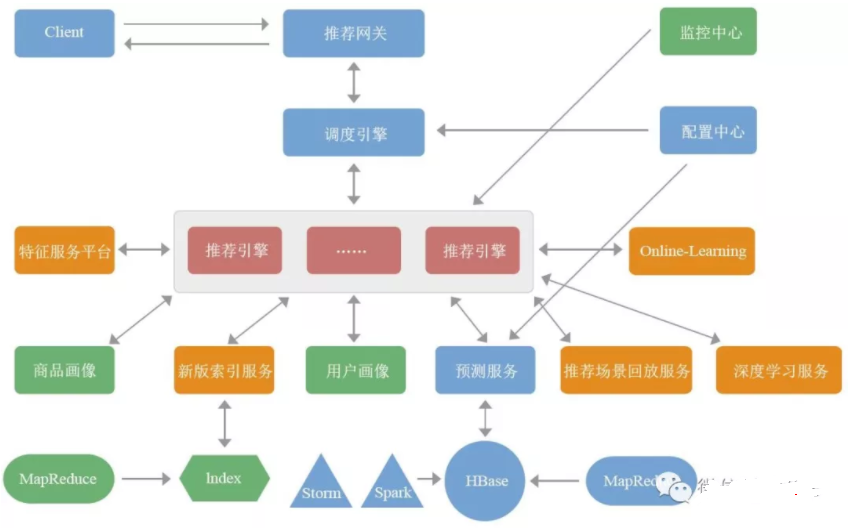 Client
推荐网关
监控中心
调度引擎
配置中心
特征服务平台
推荐引擎
……
推荐引擎
Online-Learning
商品画像
新版索引服务
用户画像
预测服务
推荐场景回放服务
深度学习服务
MapReduce
Index
Storm
Spark
HBase
MapRed